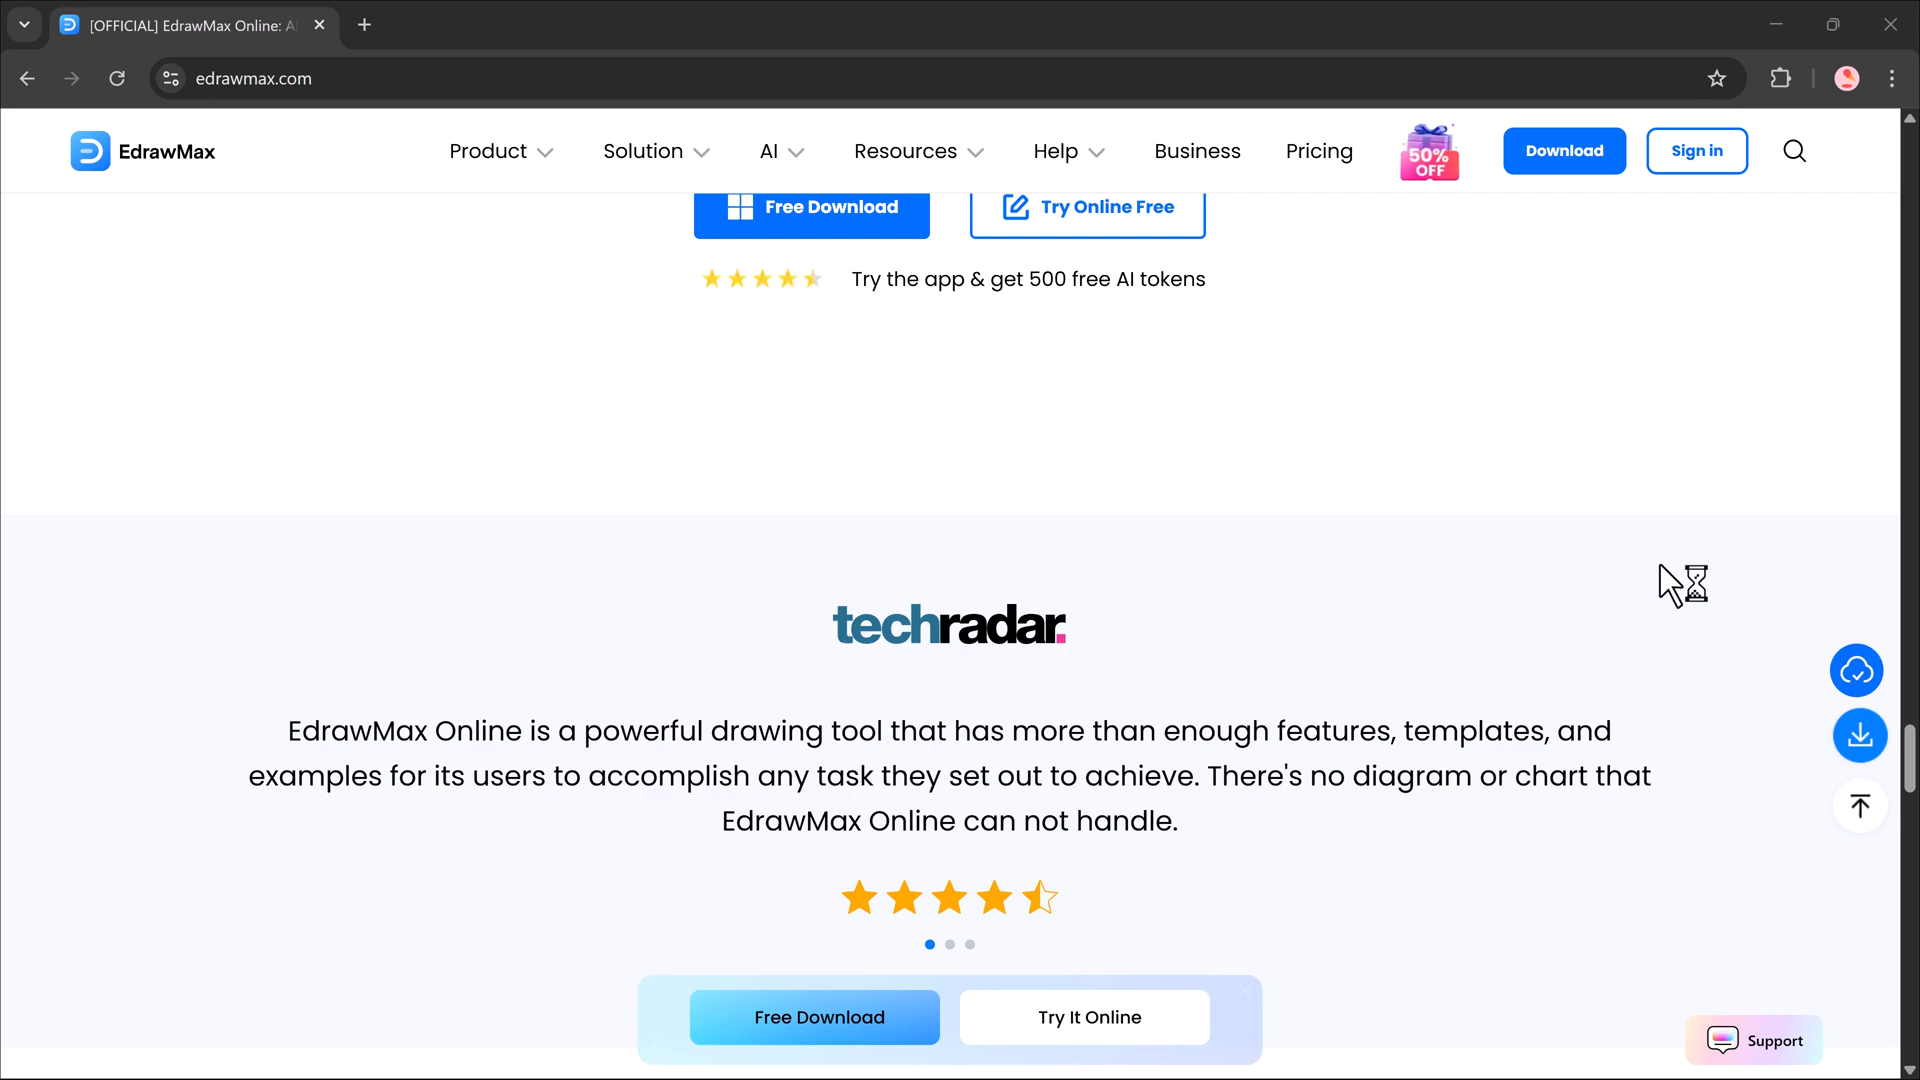 [OFFICIAL] EdrawMax Online: A
edrawmax.com
EdrawMax
Product
Solution
AI
Resources
Help
Business
Pricing
50%
OFF
Download
Sign in
Free Download
Try Online Free
Try the app & get 500 free AI tokens
techradar.
EdrawMax Online is a powerful drawing tool that has more than enough features, templates, and
examples for its users to accomplish any task they set out to achieve. There's no diagram or chart that
EdrawMax Online can not handle.
Free Download
Try It Online
Support